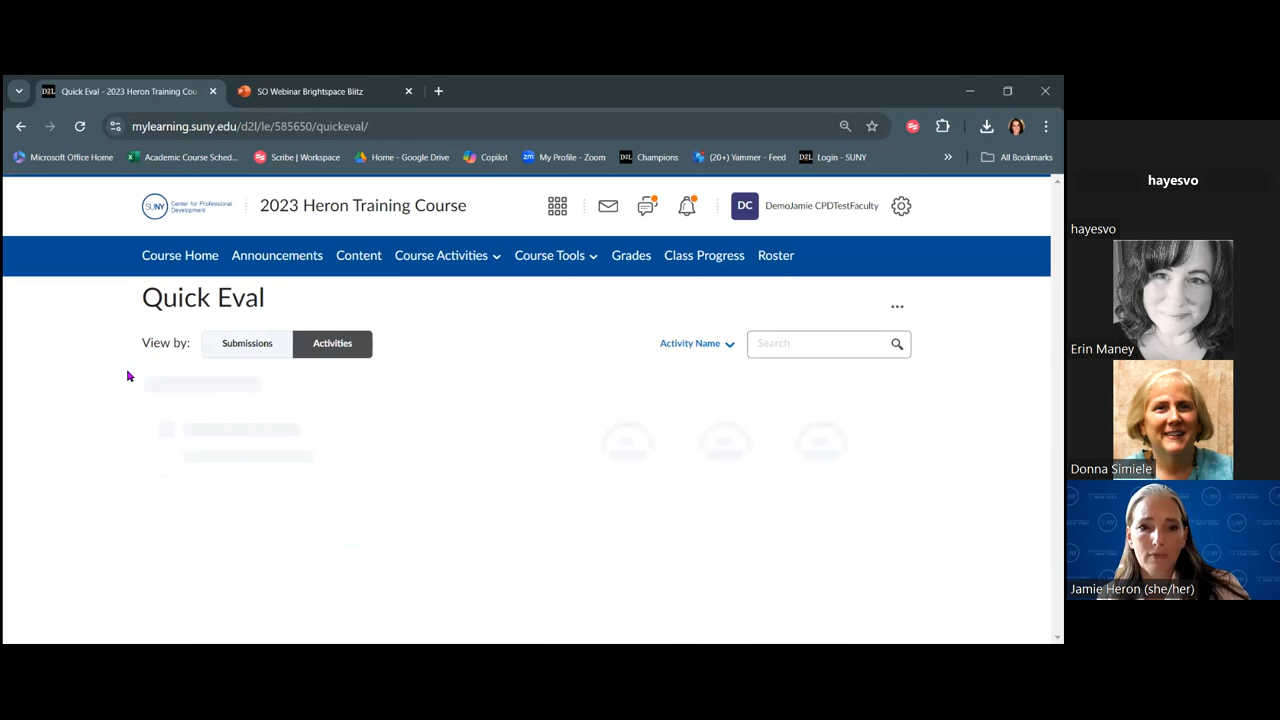 Quick Eval - 2023 Heron Training Cou
SO Webinar Brightspace Blitz
mylearning.suny.edu/d2l/le/585650/quickeval/
Microsoft Office Home
Academic Course Sched...
Scribe | Workspace
Home - Google Drive
Copilot
My Profile - Zoom
Champions
(20+) Yammer - Feed
Login - SUNY
All Bookmarks
SUNY
Center for Professional
Development
2023 Heron Training Course
DC
DemoJamie CPDTestFaculty
Course Home
Announcements
Content
Course Activities
Course Tools
Grades
Class Progress
Roster
Quick Eval
View by:
Submissions
Activities
Activity Name
Search
hayesvo
hayesvo
Erin Maney
Donna Simiele
Jamie Heron (she/her)